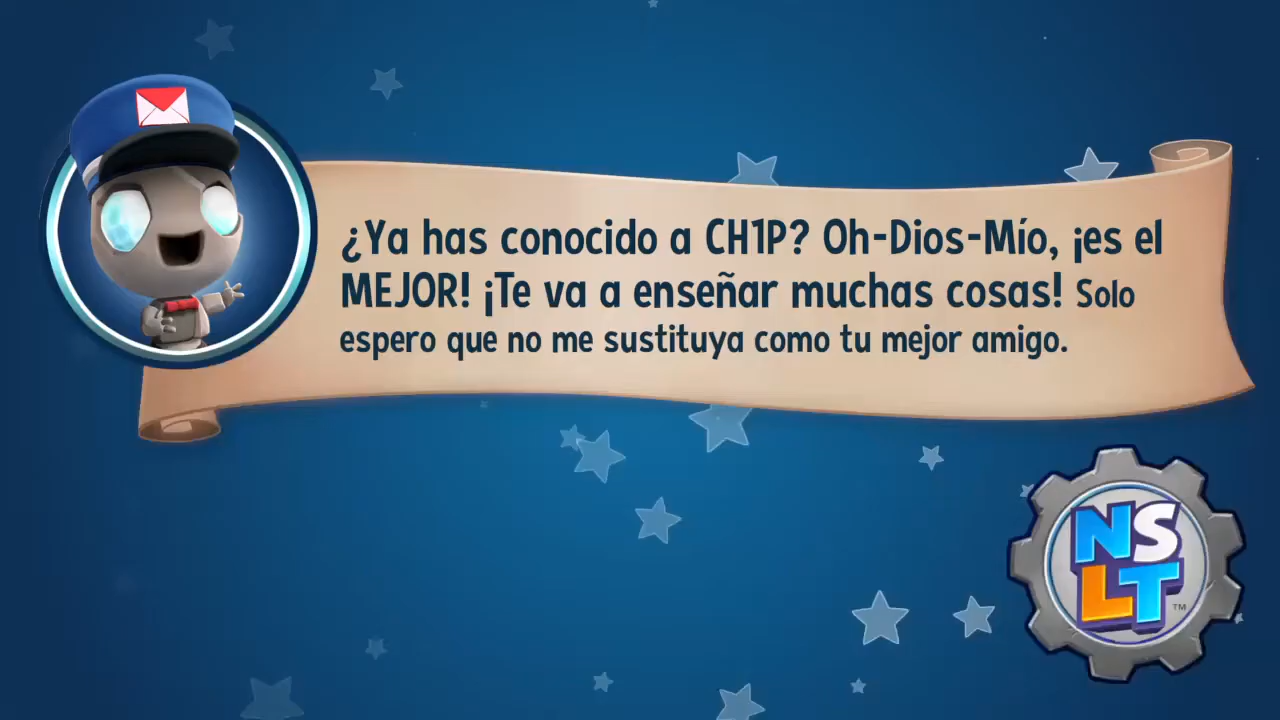 ¿Ya has conocido a CH1P? Oh-Dios-Mío, ¡es el
MEJOR! ¡Te va a enseñar muchas cosas! Solo
espero que no me sustituya como tu mejor amigo.
NS
LT
TM